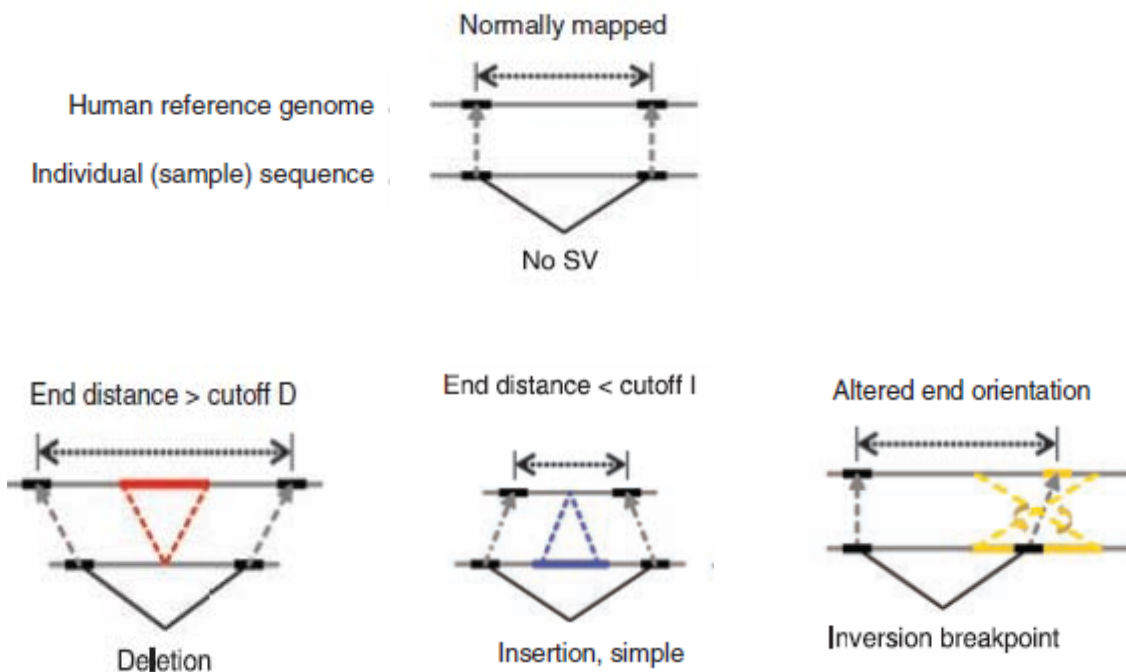 Normally mapped
Human reference genome
Individual (sample) sequence
No SV
End distance > cutoff D
End distance < cutoff I
Altered end orientation
Deletion
Insertion, simple
Inversion breakpoint